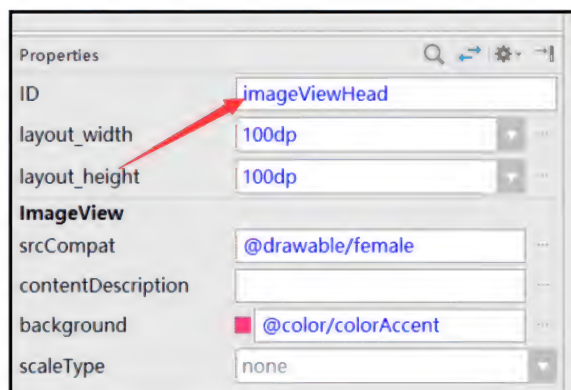 Properties
ID imageViewHead
layout_width 100dp
layout_height 100dp
ImageView
srcCompat @drawable/female
contentDescription
background @color/colorAccent
scaleType none